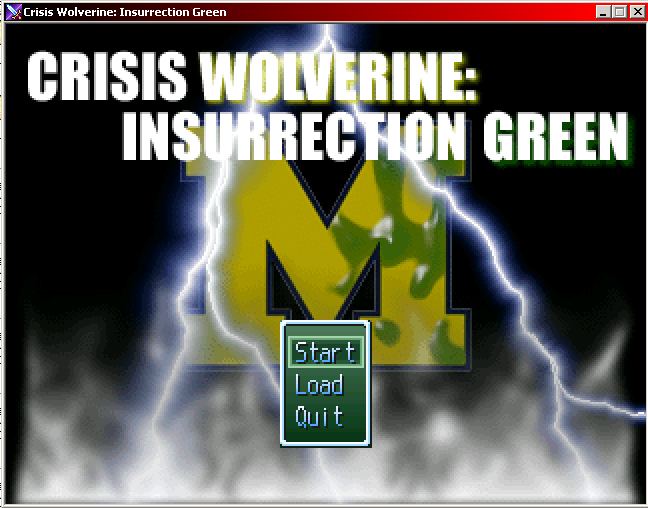 Crisis Wolverine: Insurrection Green
CRISIS WOLVERINE:
INSURRECTION GREEN
M
Start
Load
Quit